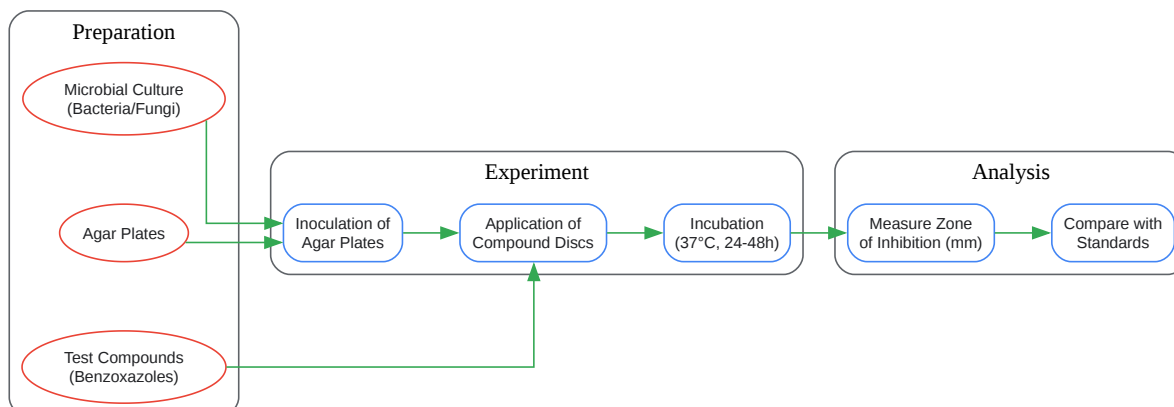 Preparation
Microbial Culture
(Bacteria/Fungi)
Agar Plates
Test Compounds
(Benzoxazoles)
Experiment
Inoculation of
Agar Plates
Application of
Compound Discs
Incubation
(37°C, 24-48h)
Analysis
Measure Zone
of Inhibition (mm)
Compare with
Standards